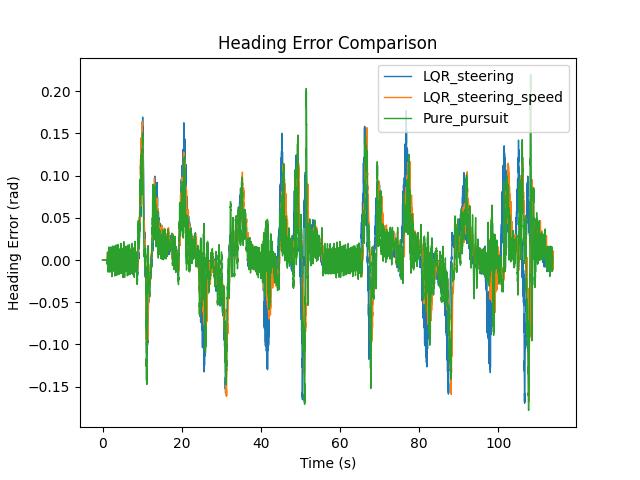 Heading Error Comparison
LQR_steering
LQR_steering_speed
Pure_pursuit
Heading Error (rad)
0.20
0.15
0.10
0.05
0.00
−0.05
−0.10
−0.15
0
20
40
60
80
100
Time (s)